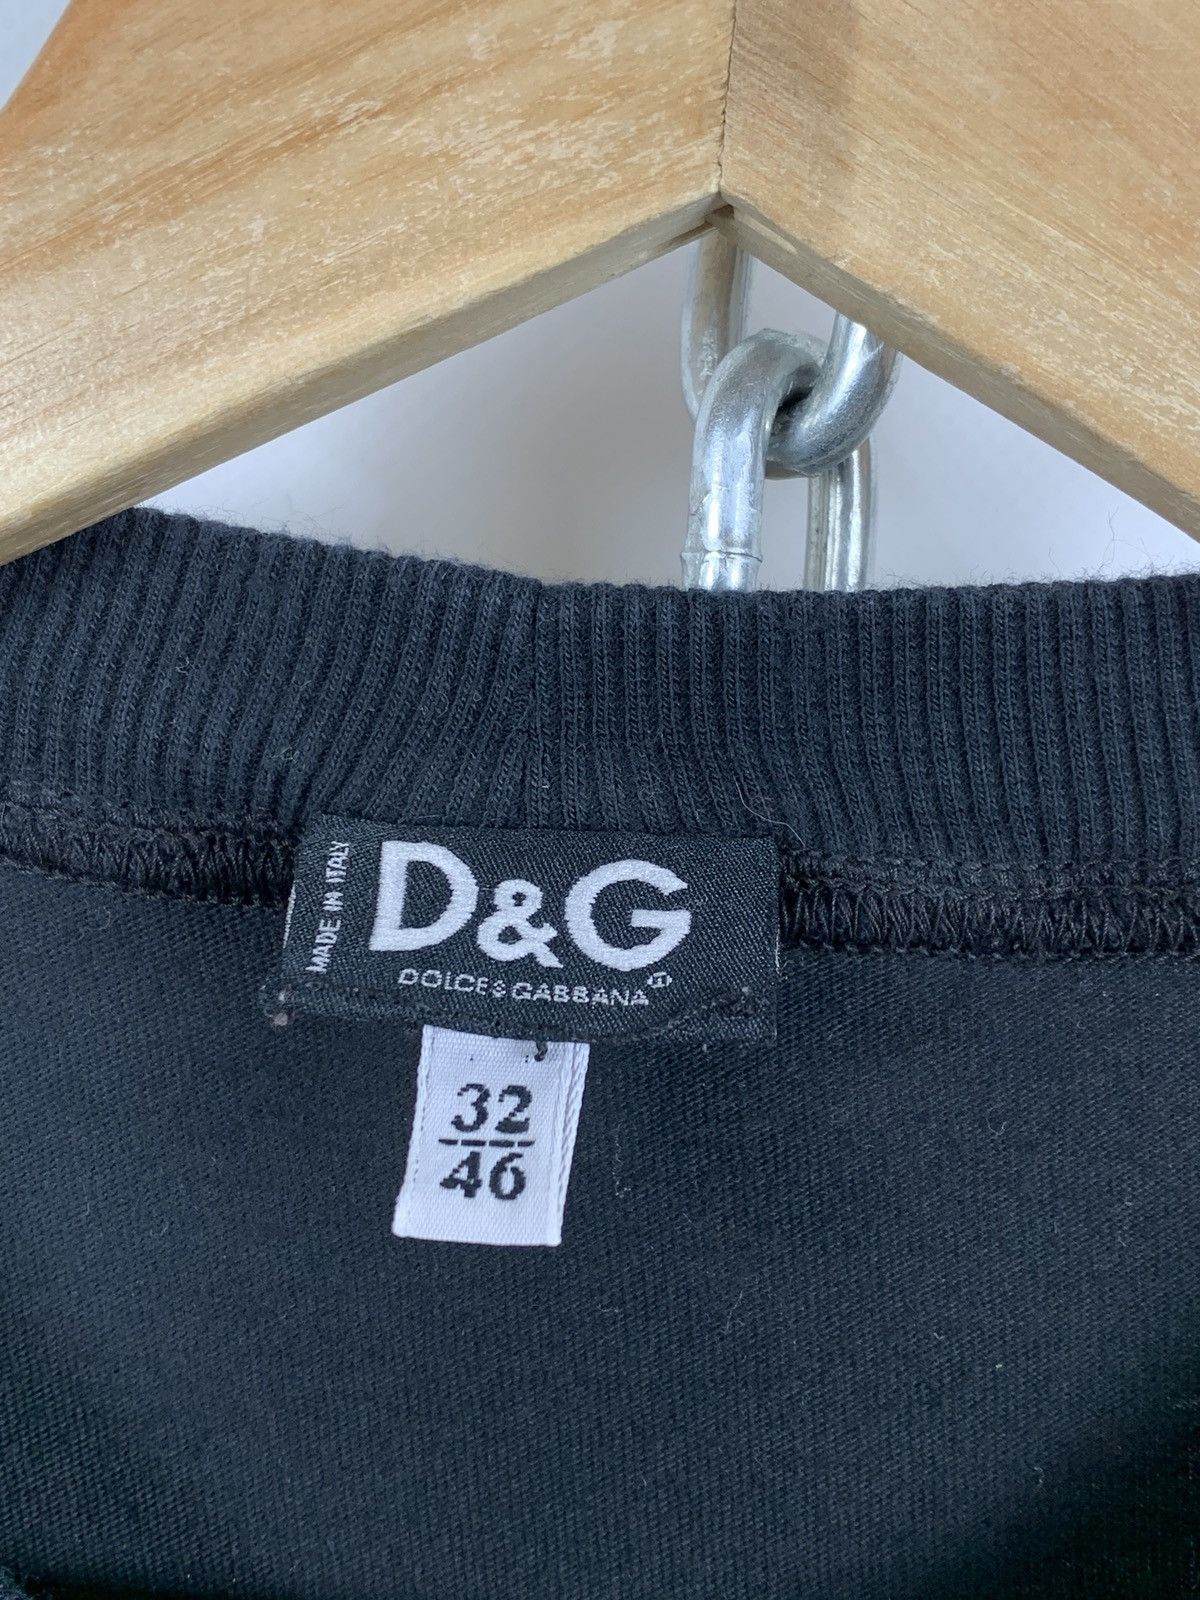 MADE IN ITALY
D&G
DOLCE & GABBANA®
32
46